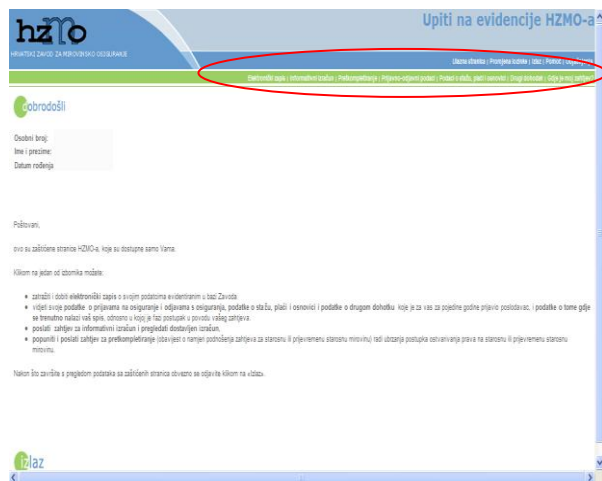 hzmo
Upiti na evidencije HZMO-a
HRVATSKI ZAVOD ZA MIROVINSKO OSIGURANJE
Ulazna stranica | Promjena lozinke | Izlaz | Pomoć |
Elektronički zapis | Informativni izračun | Pretkompletiranje | Prijavno-odjavni podaci | Podaci o stažu, plaći i osnovici | Drugi dohodak | Gdje je moj zahtjev?
dobrodošli
Osobni broj:
Ime i prezime:
Datum rođenja
Poštovani,
ovo su zaštićene stranice HZMO-a, koje su dostupne samo Vama.
Klikom na jedan od izbornika možete:
• zatražiti i dobiti elektronički zapis o svojim podatcima evidentiranim u bazi Zavoda
• vidjeti svoje podatke o prijavama na osiguranje i odjavama s osiguranja, podatke o stažu, plaći i osnovici i podatke o drugom dohotku koje je za vas za pojedine godine prijavio poslodavac, i podatke o tome gdje
se trenutno nalazi vaš spis, odnosno u kojoj je fazi postupak u povodu vašeg zahtjeva.
• poslati zahtjev za informativni izračun i pregledati dostavljen izračun,
• popuniti i poslati zahtjev za pretkompletiranje (obavijest o namjeri podnošenja zahtjeva za starosnu ili prijevremenu starosnu mirovinu) radi ubrzanja postupka ostvarivanja prava na starosnu ili prijevremenu starosnu
mirovinu.
Nakon što završite s pregledom podataka sa zaštićenih stranica obvezno se odjavite klikom na «Izlaz».
izlaz